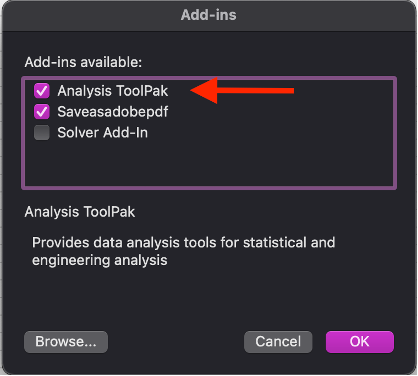 Add-ins
Add-ins available:
Analysis ToolPak
Saveasadobepdf
Solver Add-In
Analysis ToolPak
Provides data analysis tools for statistical and
engineering analysis
Browse...
Cancel
OK